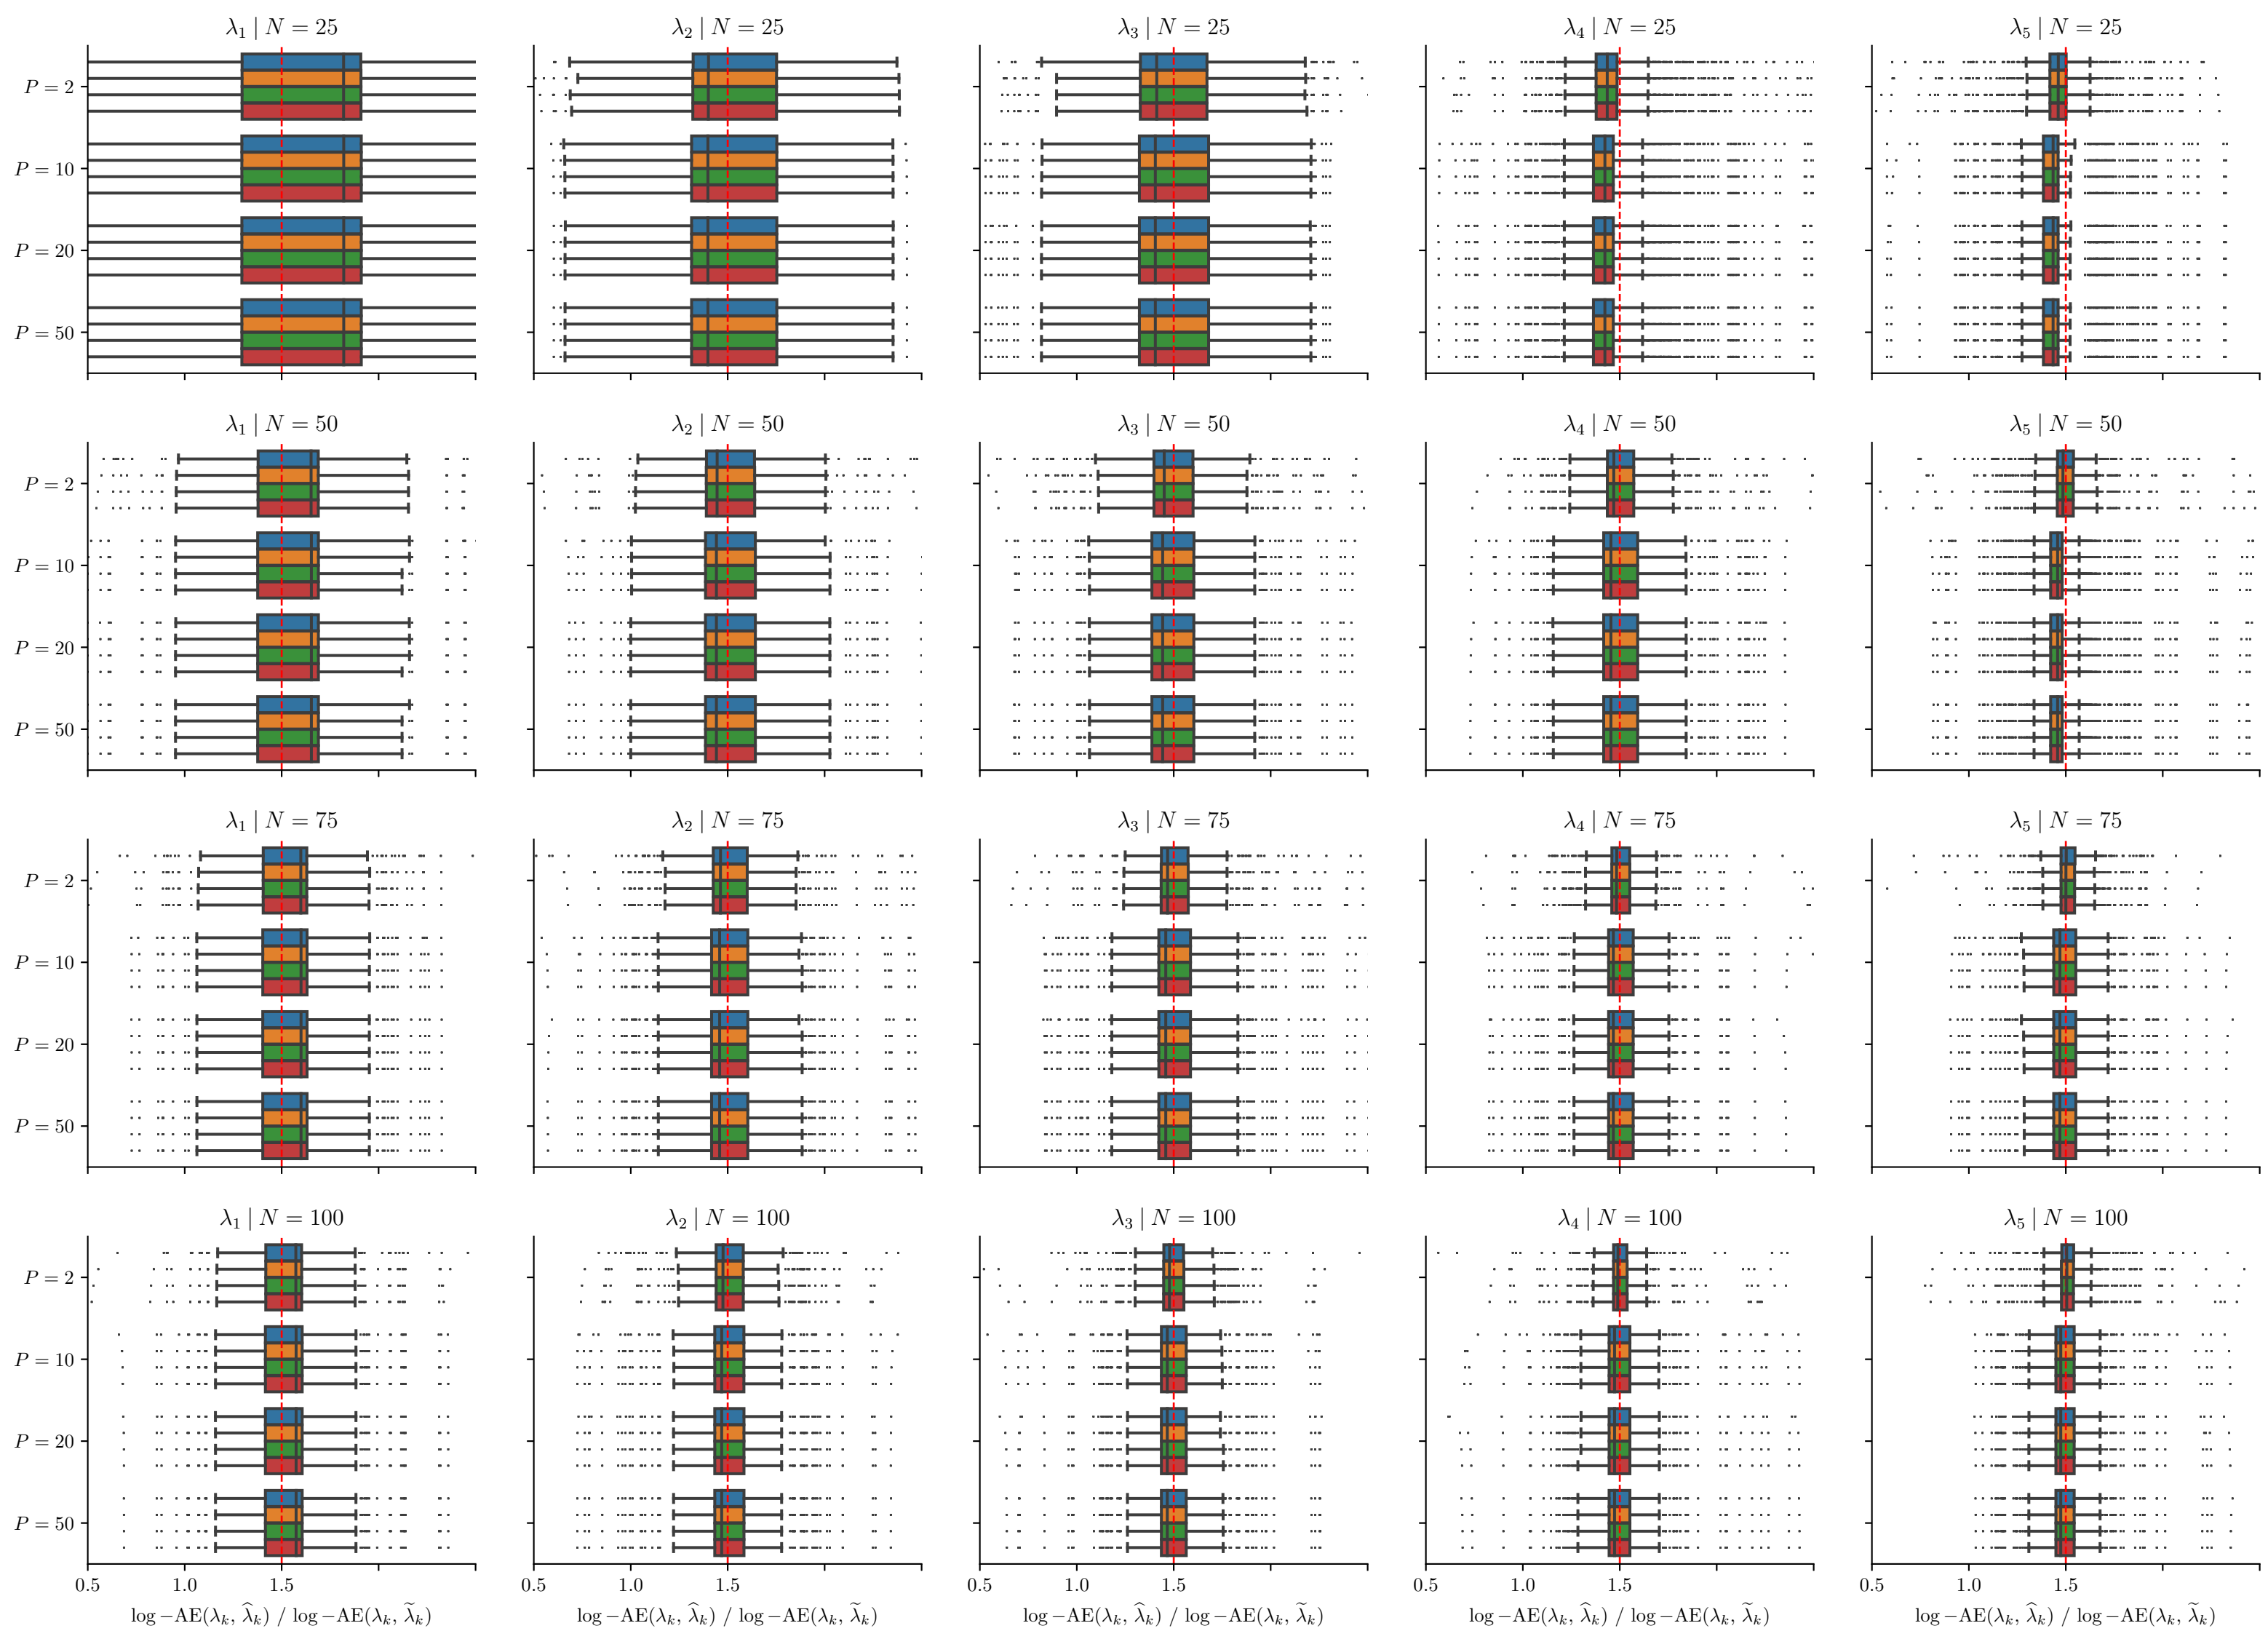 λ₁ | N = 25
λ₂ | N = 25
λ₃ | N = 25
λ₄ | N = 25
λ₅ | N = 25
P = 2
P = 10
P = 20
P = 50
λ₁ | N = 50
λ₂ | N = 50
λ₃ | N = 50
λ₄ | N = 50
λ₅ | N = 50
P = 2
P = 10
P = 20
P = 50
λ₁ | N = 75
λ₂ | N = 75
λ₃ | N = 75
λ₄ | N = 75
λ₅ | N = 75
P = 2
P = 10
P = 20
P = 50
λ₁ | N = 100
λ₂ | N = 100
λ₃ | N = 100
λ₄ | N = 100
λ₅ | N = 100
P = 2
P = 10
P = 20
P = 50
0.5 1.0 1.5
0.5 1.0 1.5
0.5 1.0 1.5
0.5 1.0 1.5
0.5 1.0 1.5
log −AE(λₖ, λ̂ₖ) / log −AE(λₖ, λ̃ₖ)
log −AE(λₖ, λ̂ₖ) / log −AE(λₖ, λ̃ₖ)
log −AE(λₖ, λ̂ₖ) / log −AE(λₖ, λ̃ₖ)
log −AE(λₖ, λ̂ₖ) / log −AE(λₖ, λ̃ₖ)
log −AE(λₖ, λ̂ₖ) / log −AE(λₖ, λ̃ₖ)